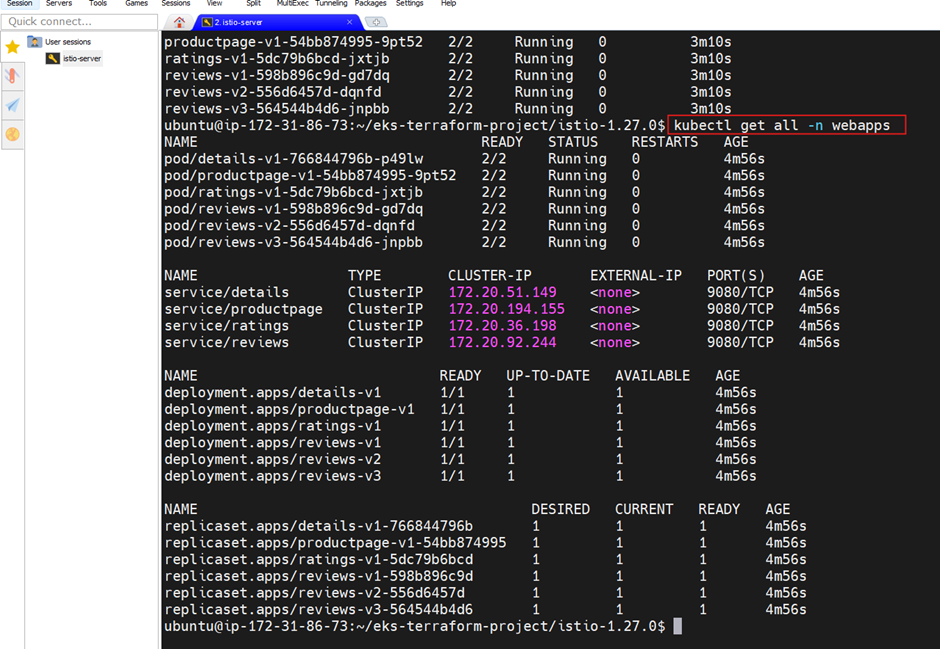 Session Servers Tools Games Sessions View Split MultiExec Tunneling Packages Settings Help
Quick connect...
2. istio-server
User sessions
istio-server
productpage-v1-54bb874995-9pt52 2/2 Running 0 3m10s
ratings-v1-5dc79b6bcd-jxtjb 2/2 Running 0 3m10s
reviews-v1-598b896c9d-gd7dq 2/2 Running 0 3m10s
reviews-v2-556d6457d-dqnfd 2/2 Running 0 3m10s
reviews-v3-564544b4d6-jnpbb 2/2 Running 0 3m10s
ubuntu@ip-172-31-86-73:~/eks-terraform-project/istio-1.27.0$ kubectl get all -n webapps
NAME READY STATUS RESTARTS AGE
pod/details-v1-766844796b-p49lw 2/2 Running 0 4m56s
pod/productpage-v1-54bb874995-9pt52 2/2 Running 0 4m56s
pod/ratings-v1-5dc79b6bcd-jxtjb 2/2 Running 0 4m56s
pod/reviews-v1-598b896c9d-gd7dq 2/2 Running 0 4m56s
pod/reviews-v2-556d6457d-dqnfd 2/2 Running 0 4m56s
pod/reviews-v3-564544b4d6-jnpbb 2/2 Running 0 4m56s
NAME TYPE CLUSTER-IP EXTERNAL-IP PORT(S) AGE
service/details ClusterIP 172.20.51.149 <none> 9080/TCP 4m56s
service/productpage ClusterIP 172.20.194.155 <none> 9080/TCP 4m56s
service/ratings ClusterIP 172.20.36.198 <none> 9080/TCP 4m56s
service/reviews ClusterIP 172.20.92.244 <none> 9080/TCP 4m56s
NAME READY UP-TO-DATE AVAILABLE AGE
deployment.apps/details-v1 1/1 1 1 4m56s
deployment.apps/productpage-v1 1/1 1 1 4m56s
deployment.apps/ratings-v1 1/1 1 1 4m56s
deployment.apps/reviews-v1 1/1 1 1 4m56s
deployment.apps/reviews-v2 1/1 1 1 4m56s
deployment.apps/reviews-v3 1/1 1 1 4m56s
NAME DESIRED CURRENT READY AGE
replicaset.apps/details-v1-766844796b 1 1 1 4m56s
replicaset.apps/productpage-v1-54bb874995 1 1 1 4m56s
replicaset.apps/ratings-v1-5dc79b6bcd 1 1 1 4m56s
replicaset.apps/reviews-v1-598b896c9d 1 1 1 4m56s
replicaset.apps/reviews-v2-556d6457d 1 1 1 4m56s
replicaset.apps/reviews-v3-564544b4d6 1 1 1 4m56s
ubuntu@ip-172-31-86-73:~/eks-terraform-project/istio-1.27.0$